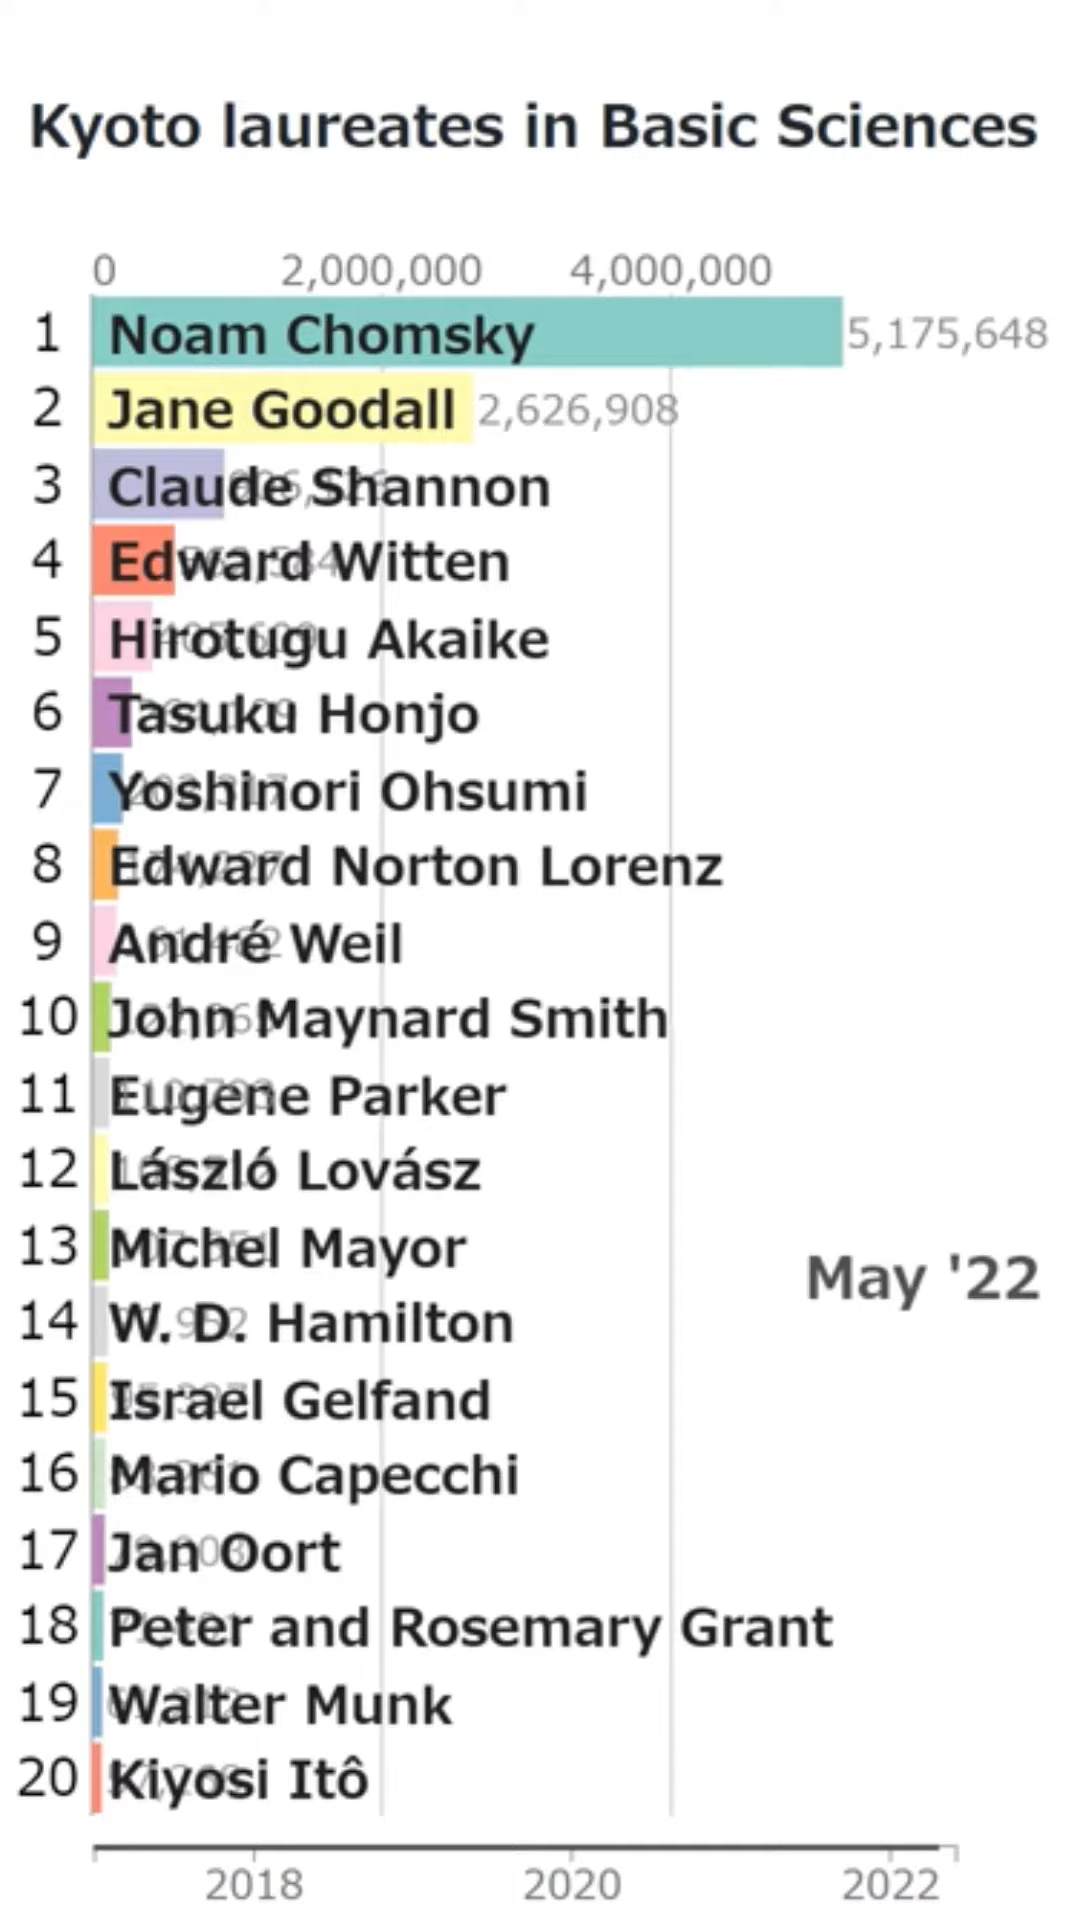 Kyoto laureates in Basic Sciences
0 2,000,000 4,000,000
1 Noam Chomsky 5,175,648
2 Jane Goodall 2,626,908
3 Claude Shannon
4 Edward Witten
5 Hirotugu Akaike
6 Tasuku Honjo
7 Yoshinori Ohsumi
8 Edward Norton Lorenz
9 André Weil
10 John Maynard Smith
11 Eugene Parker
12 László Lovász
13 Michel Mayor
May '22
14 W. D. Hamilton
15 Israel Gelfand
16 Mario Capecchi
17 Jan Oort
18 Peter and Rosemary Grant
19 Walter Munk
20 Kiyosi Itô
2018 2020 2022